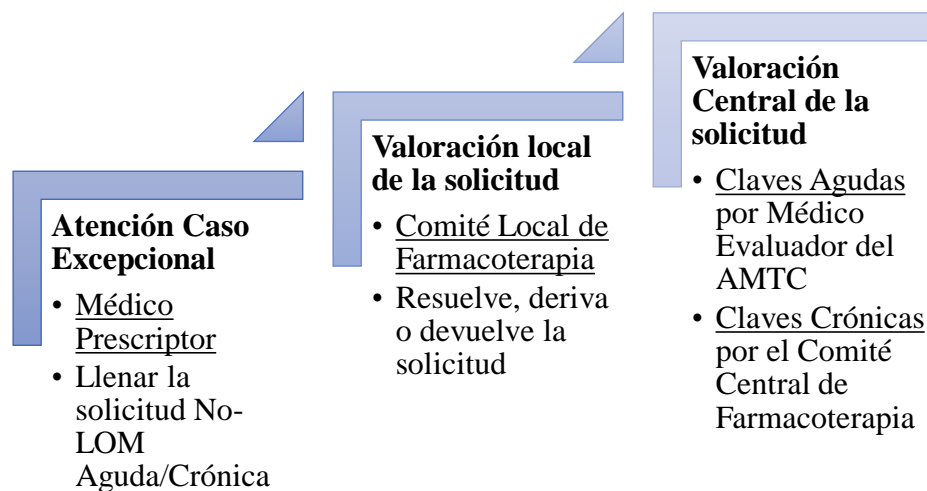 Atención Caso
Excepcional
• Médico
Prescriptor
• Llenar la
solicitud No-
LOM
Aguda/Crónica
Valoración local
de la solicitud
• Comité Local de
Farmacoterapia
• Resuelve, deriva
o devuelve la
solicitud
Valoración
Central de la
solicitud
• Claves Agudas
por Médico
Evaluador del
AMTC
• Claves Crónicas
por el Comité
Central de
Farmacoterapia